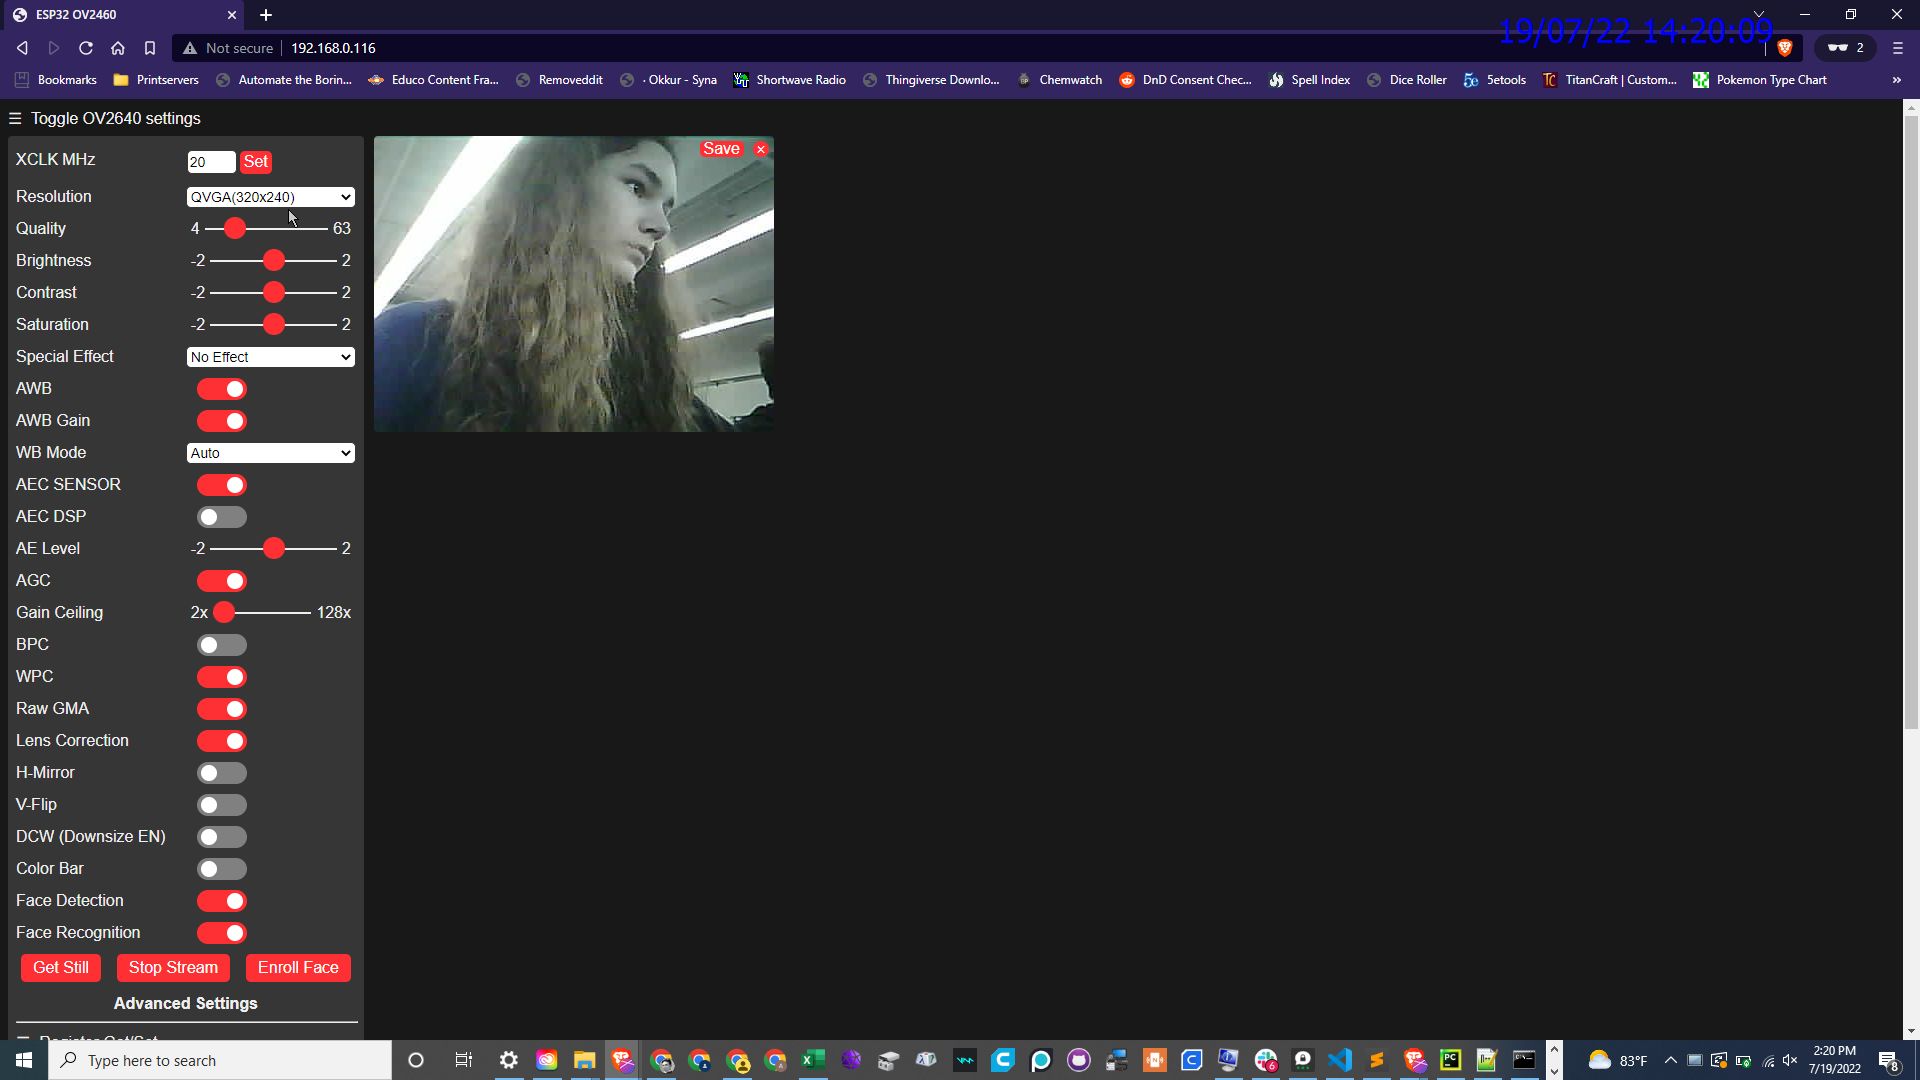 ESP32 OV2460
19/07/22 14:20:09
Not secure
192.168.0.116
2
Bookmarks
Printservers
Automate the Borin...
Educo Content Fra...
Removeddit
· Okkur - Syna
Shortwave Radio
Thingiverse Downlo...
Chemwatch
DnD Consent Chec...
Spell Index
Dice Roller
5etools
TitanCraft | Custom...
Pokemon Type Chart
»
☰ Toggle OV2640 settings
XCLK MHz 20 Set
Resolution QVGA(320x240)
Quality 4 63
Brightness -2 2
Contrast -2 2
Saturation -2 2
Special Effect No Effect
AWB
AWB Gain
WB Mode Auto
AEC SENSOR
AEC DSP
AE Level -2 2
AGC
Gain Ceiling 2x 128x
BPC
WPC
Raw GMA
Lens Correction
H-Mirror
V-Flip
DCW (Downsize EN)
Color Bar
Face Detection
Face Recognition
Get Still Stop Stream Enroll Face
Advanced Settings
Save ×
Type here to search
83°F
2:20 PM
7/19/2022
8